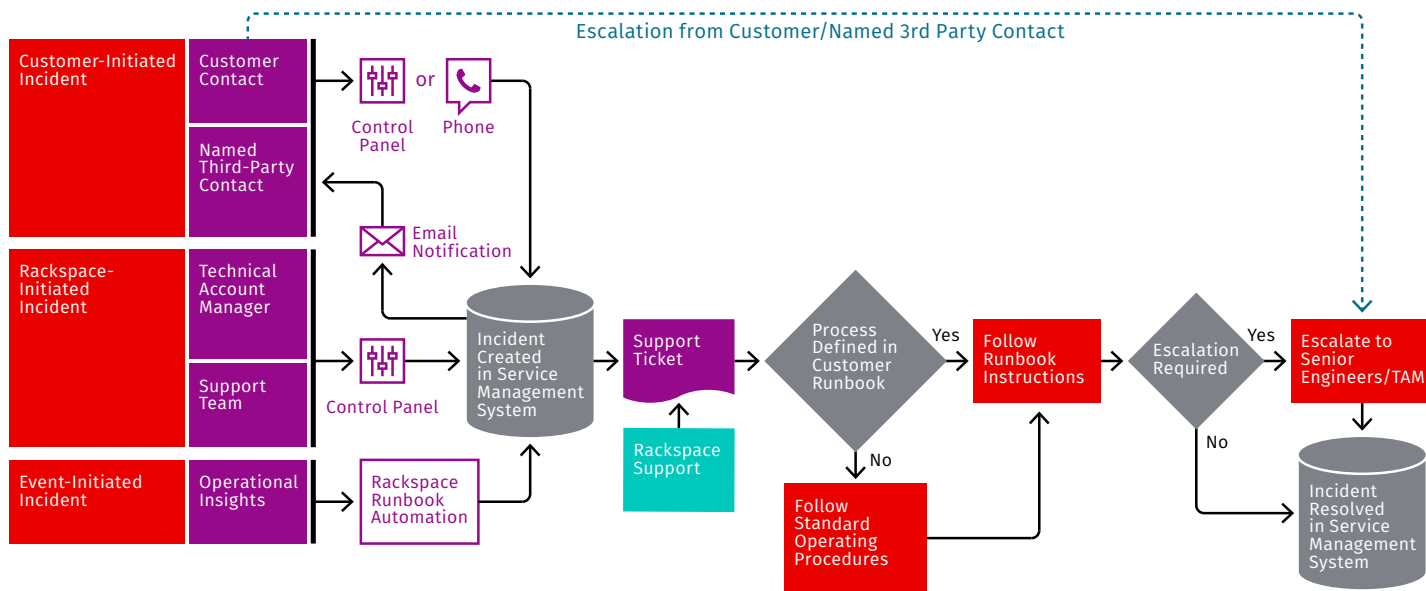 Escalation from Customer/Named 3rd Party Contact
Customer-Initiated
Incident
Customer
Contact
Named
Third-Party
Contact
or
Control
Panel
Phone
Email
Notification
Rackspace-
Initiated
Incident
Technical
Account
Manager
Support
Team
Control Panel
Event-Initiated
Incident
Operational
Insights
Rackspace
Runbook
Automation
Incident
Created
in Service
Management
System
Support
Ticket
Rackspace
Support
Process
Defined in
Customer
Runbook
Yes
No
Follow
Standard
Operating
Procedures
Follow
Runbook
Instructions
Escalation
Required
Yes
No
Escalate to
Senior
Engineers/TAM
Incident
Resolved
in Service
Management
System